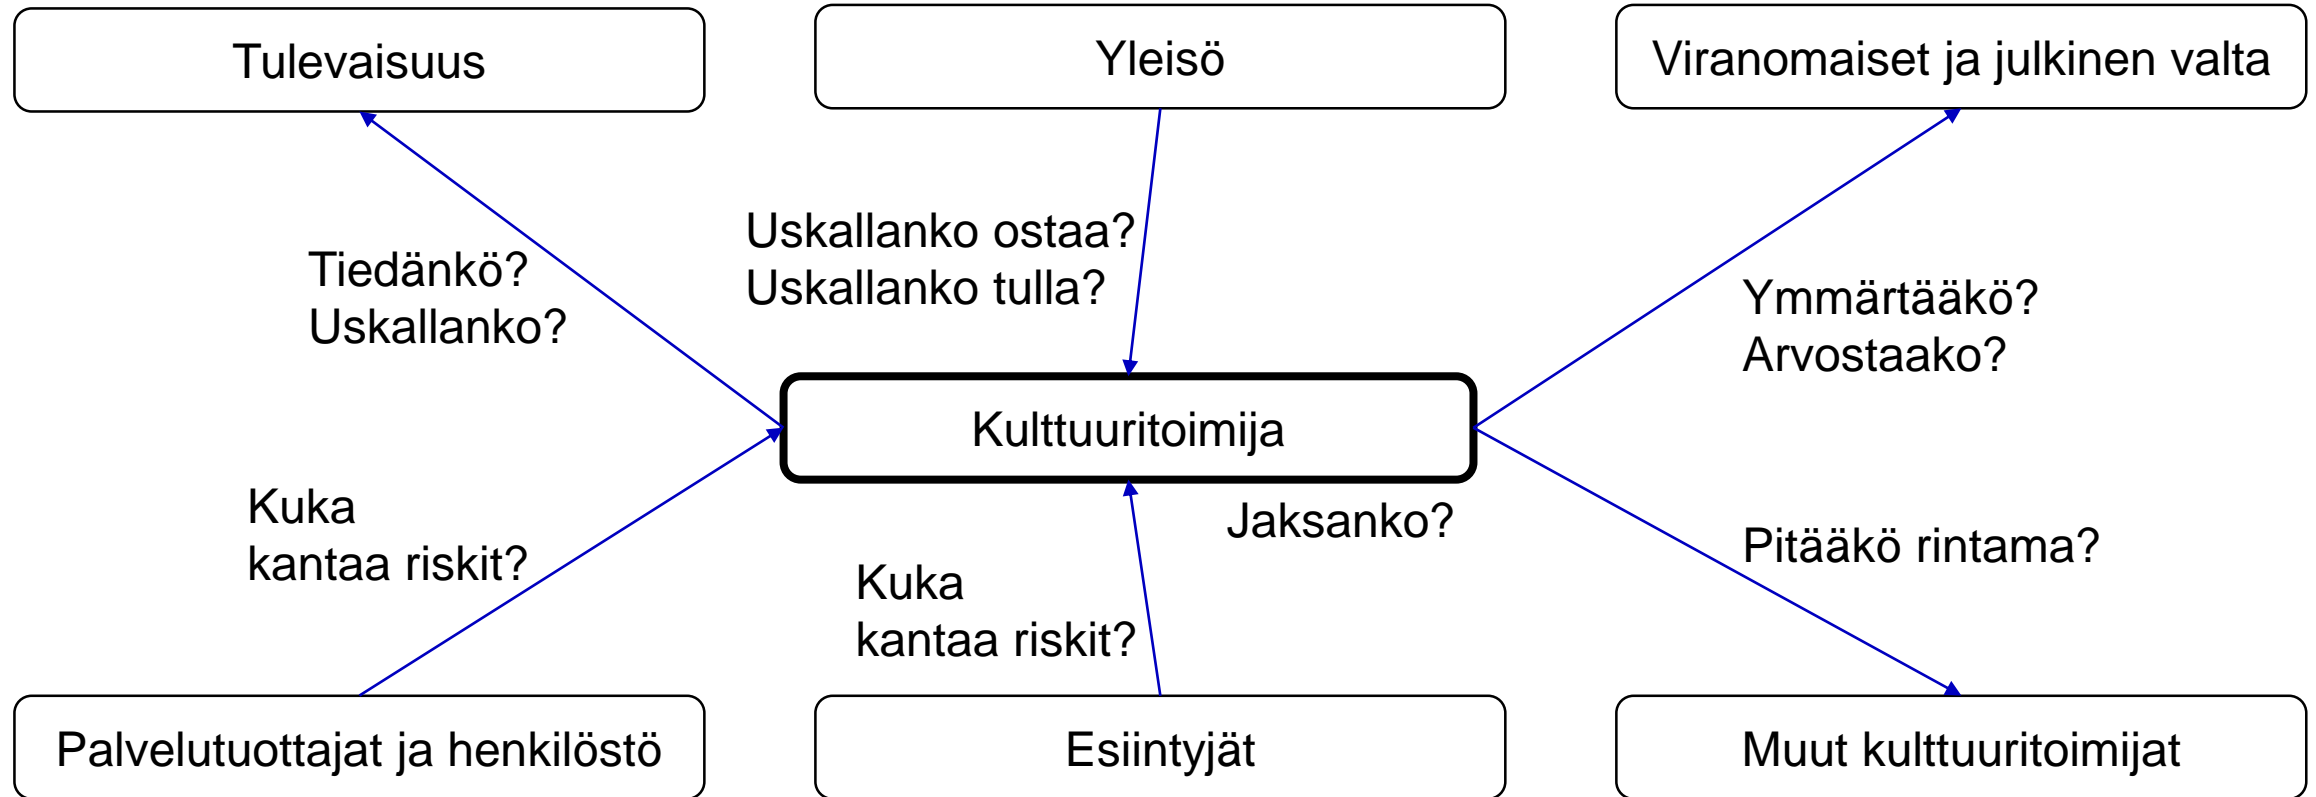 Tulevaisuus
Yleisö
Viranomaiset ja julkinen valta
Tiedänkö?
Uskallanko?
Uskallanko ostaa?
Uskallanko tulla?
Ymmärtääkö?
Arvostaako?
Kulttuuritoimija
Kuka
kantaa riskit?
Jaksanko?
Kuka
kantaa riskit?
Pitääkö rintama?
Palvelutuottajat ja henkilöstö
Esiintyjät
Muut kulttuuritoimijat